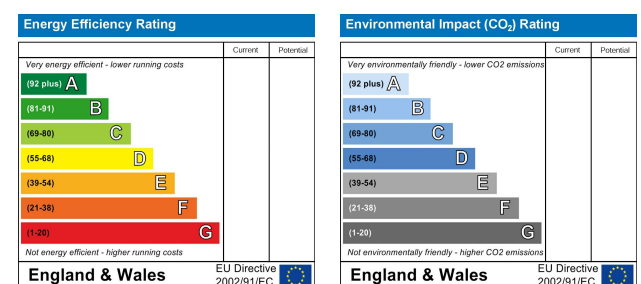 Energy Efficiency Rating
Current Potential
Very energy efficient - lower running costs
(92 plus) A
(81-91) B
(69-80) C
(55-68) D
(39-54) E
(21-38) F
(1-20) G
Not energy efficient - higher running costs
England & Wales
EU Directive
2002/91/EC
Environmental Impact (CO₂) Rating
Current Potential
Very environmentally friendly - lower CO2 emissions
(92 plus) A
(81-91) B
(69-80) C
(55-68) D
(39-54) E
(21-38) F
(1-20) G
Not environmentally friendly - higher CO2 emissions
England & Wales
EU Directive
2002/91/EC